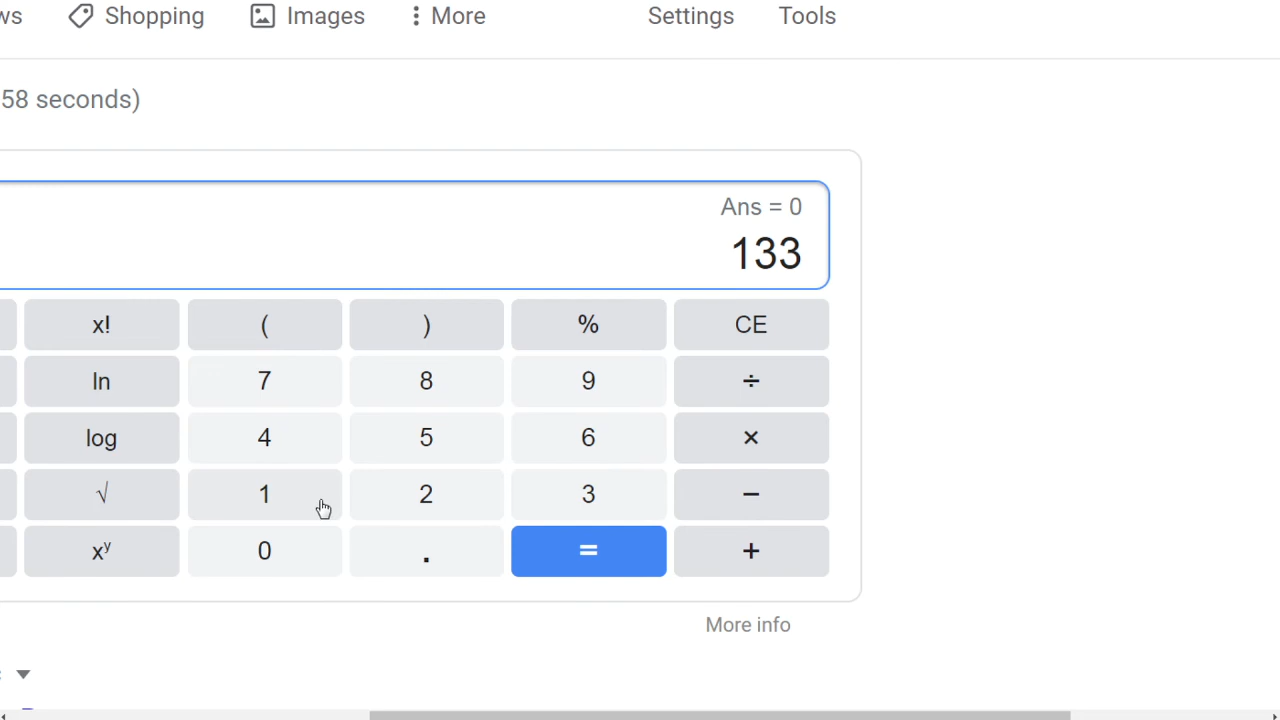 ws Shopping Images More Settings Tools
58 seconds)
Ans = 0
133
x! ( ) % CE
ln 7 8 9 ÷
log 4 5 6 ×
√ 1 2 3 −
xʸ 0 . = +
More info